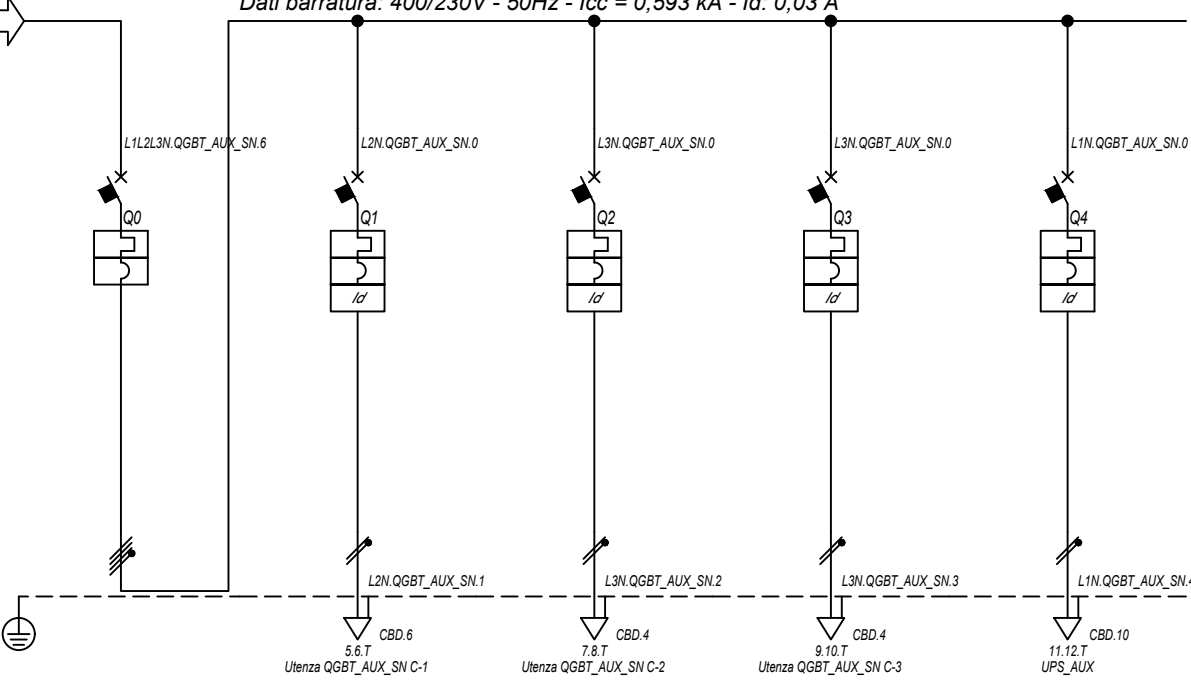 Dati barratura: 400/230V - 50Hz - Icc = 0,593 kA - Id: 0,03 A
L1L2L3N.QGBT_AUX_SN.6
L2N.QGBT_AUX_SN.0
L3N.QGBT_AUX_SN.0
L3N.QGBT_AUX_SN.0
L1N.QGBT_AUX_SN.0
Q0
Q1
Q2
Q3
Q4
Id
Id
Id
Id
L2N.QGBT_AUX_SN.1
L3N.QGBT_AUX_SN.2
L3N.QGBT_AUX_SN.3
L1N.QGBT_AUX_SN.4
CBD.6
CBD.4
CBD.4
CBD.10
5.6.T
7.8.T
9.10.T
11.12.T
Utenza QGBT_AUX_SN C-1
Utenza QGBT_AUX_SN C-2
Utenza QGBT_AUX_SN C-3
UPS_AUX